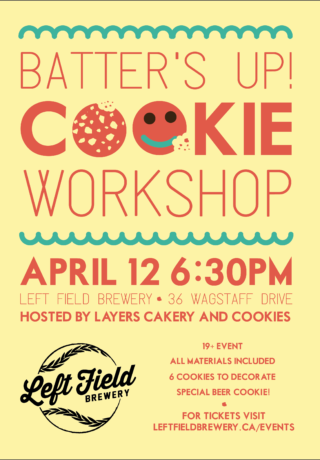 BATTER'S UP!
COOKIE
WORKSHOP
APRIL 12 6:30PM
LEFT FIELD BREWERY • 36 WAGSTAFF DRIVE
HOSTED BY LAYERS CAKERY AND COOKIES
Left Field
BREWERY
19+ EVENT
ALL MATERIALS INCLUDED
6 COOKIES TO DECORATE
SPECIAL BEER COOKIE!
FOR TICKETS VISIT
LEFTFIELDBREWERY.CA/EVENTS